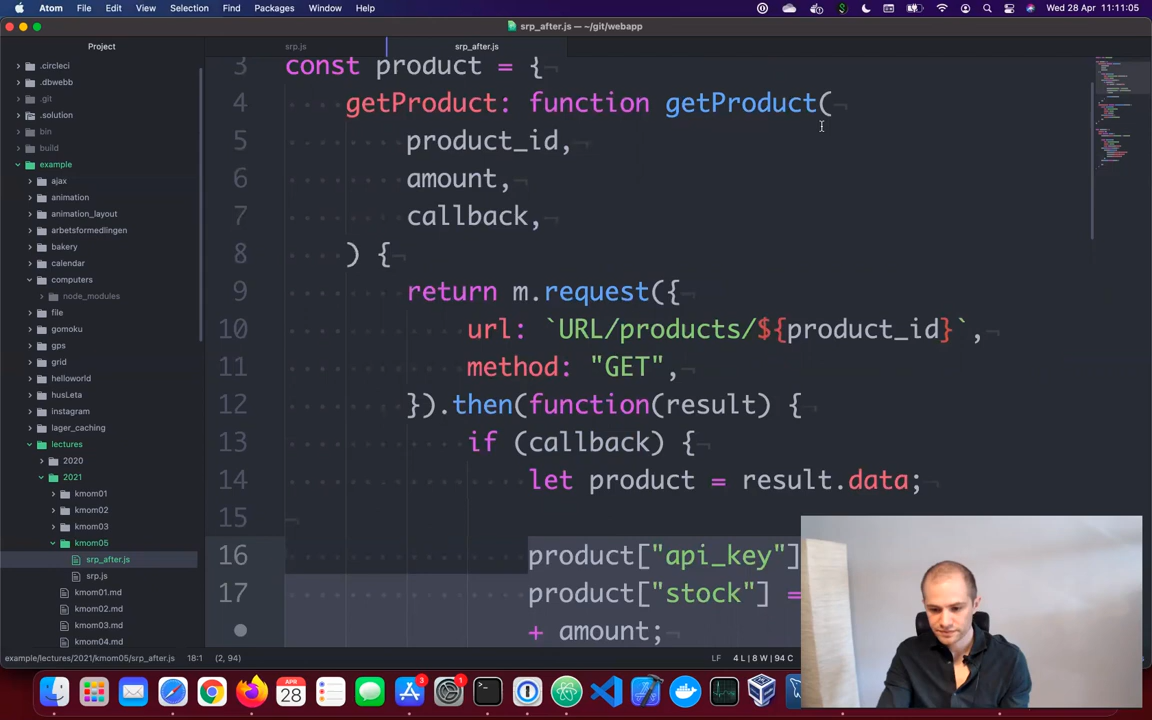 Atom File Edit View Selection Find Packages Window Help Wed 28 Apr 11:11:05
srp_after.js — ~/git/webapp
Project srp.js srp_after.js
.circleci
.dbwebb
.git
.solution
bin
build
example
ajax
animation
animation_layout
arbetsformedlingen
bakery
calendar
computers
node_modules
file
gomoku
gps
grid
helloworld
husLeta
instagram
lager_caching
lectures
2020
2021
kmom01
kmom02
kmom03
kmom05
srp_after.js
srp.js
kmom01.md
kmom02.md
kmom03.md
kmom04.md
3 const product = {
4 getProduct: function getProduct(
5 product_id,
6 amount,
7 callback,
8 ) {
9 return m.request({
10 url: `URL/products/${product_id}`,
11 method: "GET",
12 }).then(function(result) {
13 if (callback) {
14 let product = result.data;
15
16 product["api_key"]
17 product["stock"] =
+ amount;
example/lectures/2021/kmom05/srp_after.js 18:1 (2, 94) LF 4 L | 8 W | 94 C
28
3
1